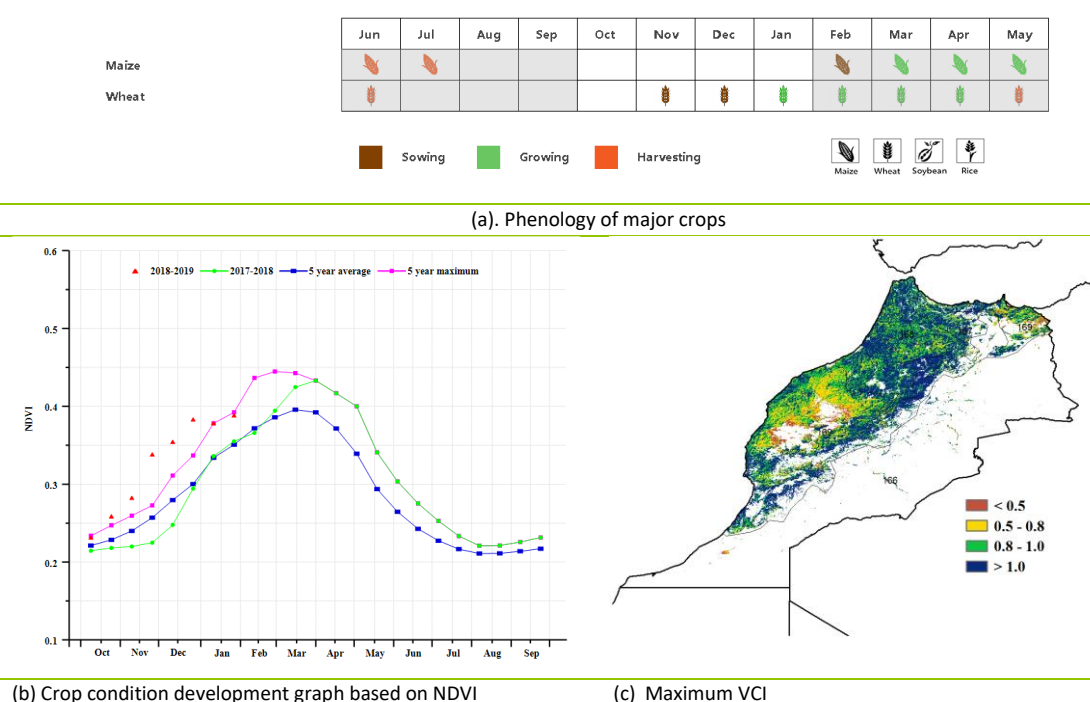 Jun Jul Aug Sep Oct Nov Dec Jan Feb Mar Apr May
Maize
Wheat
Sowing Growing Harvesting
Maize Wheat Soybean Rice
(a). Phenology of major crops
0.6
2018-2019 2017-2018 5 year average 5 year maximum
0.5
0.4
NDVI
0.3
0.2
0.1
Oct Nov Dec Jan Feb Mar Apr May Jun Jul Aug Sep
169
166
< 0.5
0.5 - 0.8
0.8 - 1.0
> 1.0
(b) Crop condition development graph based on NDVI (c) Maximum VCI